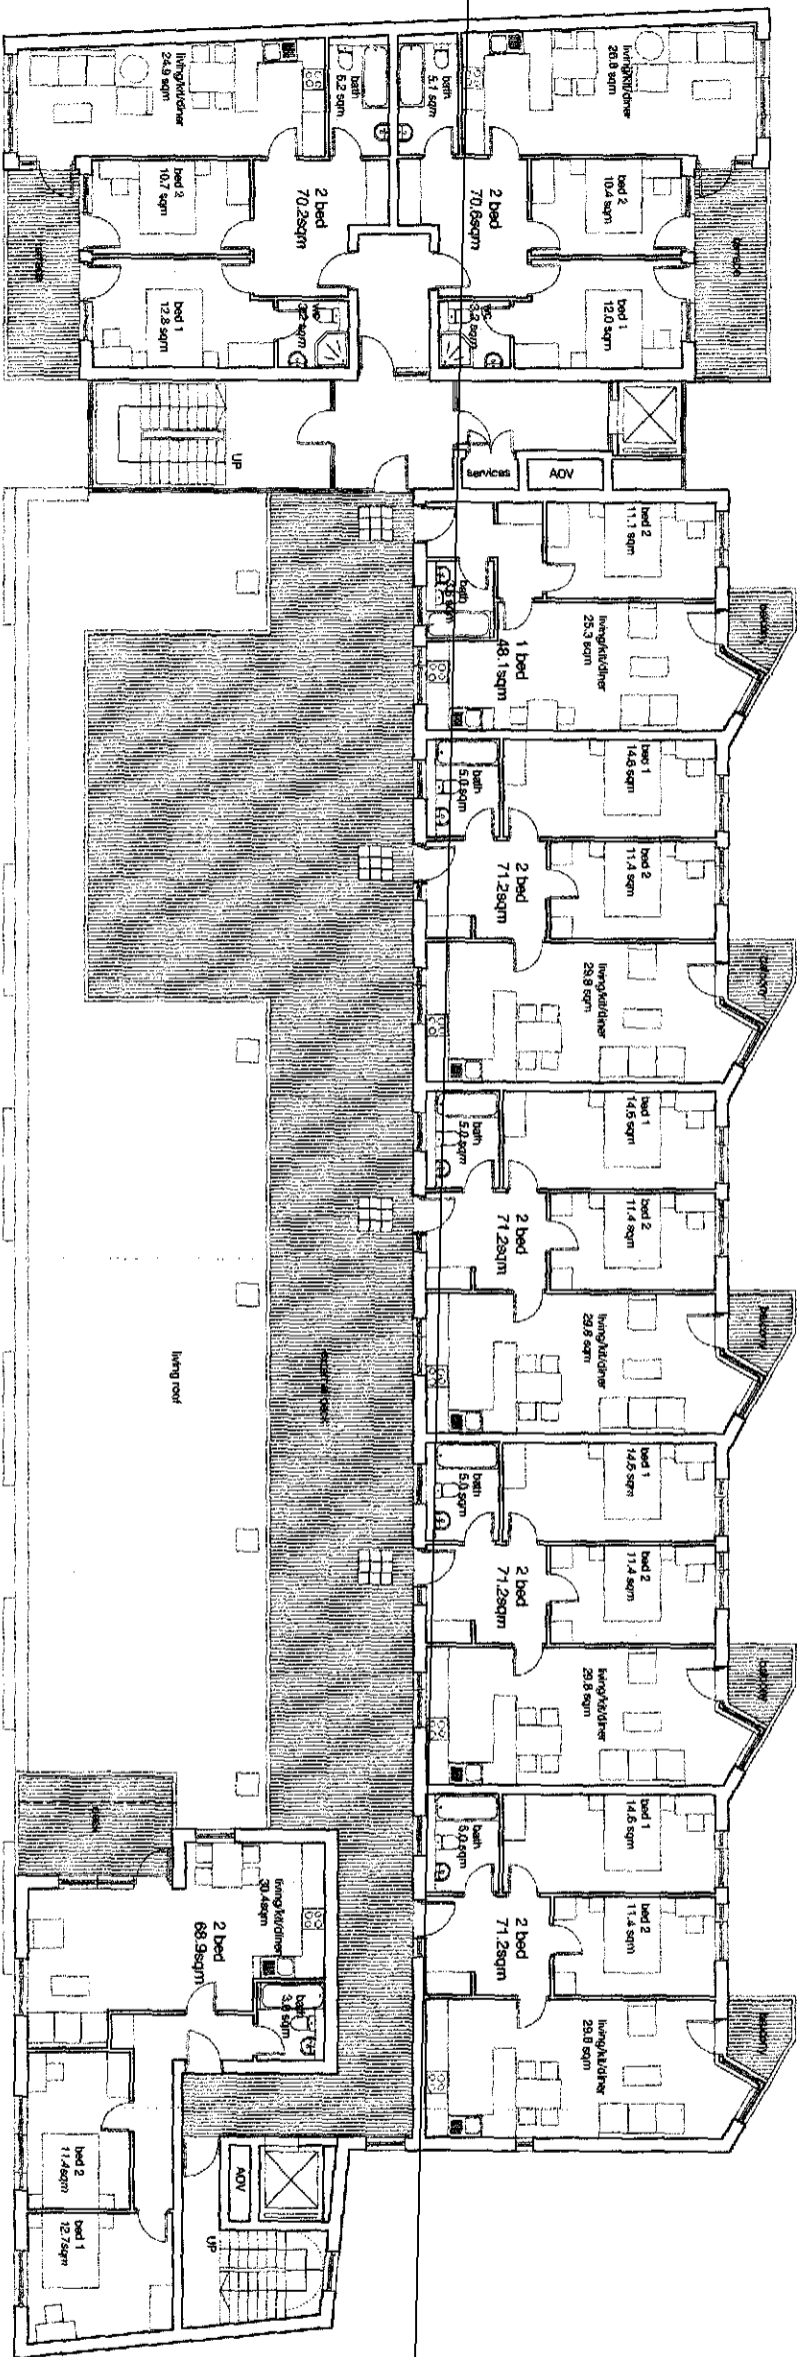 living/kit/diner
24.9 sqm
bath
5.2 sqm
bath
5.1 sqm
living/kit/diner
26.8 sqm
bed 2
10.7 sqm
2 bed
70.2sqm
2 bed
70.6sqm
bed 2
10.4 sqm
terrace
terrace
bed 1
12.8 sqm
wc
wc
bed 1
12.0 sqm
UP
services
AOV
bed 2
11.1 sqm
bath
balcony
living/kit/diner
25.3 sqm
1 bed
48.1sqm
bed 1
14.6 sqm
bath
5.0 sqm
2 bed
71.2sqm
bed 2
11.4 sqm
balcony
living/kit/diner
29.8 sqm
bed 1
14.6 sqm
bath
5.0 sqm
2 bed
71.2sqm
bed 2
11.4 sqm
balcony
living/kit/diner
29.8 sqm
living roof
external deck
bed 1
14.6 sqm
bath
5.0 sqm
2 bed
71.2sqm
bed 2
11.4 sqm
balcony
living/kit/diner
29.8 sqm
bed 1
14.6 sqm
bath
5.0 sqm
2 bed
71.2sqm
bed 2
11.4 sqm
balcony
living/kit/diner
29.8 sqm
living/kit/diner
30.4sqm
2 bed
68.9sqm
bath
bed 2
11.4sqm
bed 1
12.7sqm
AOV
UP